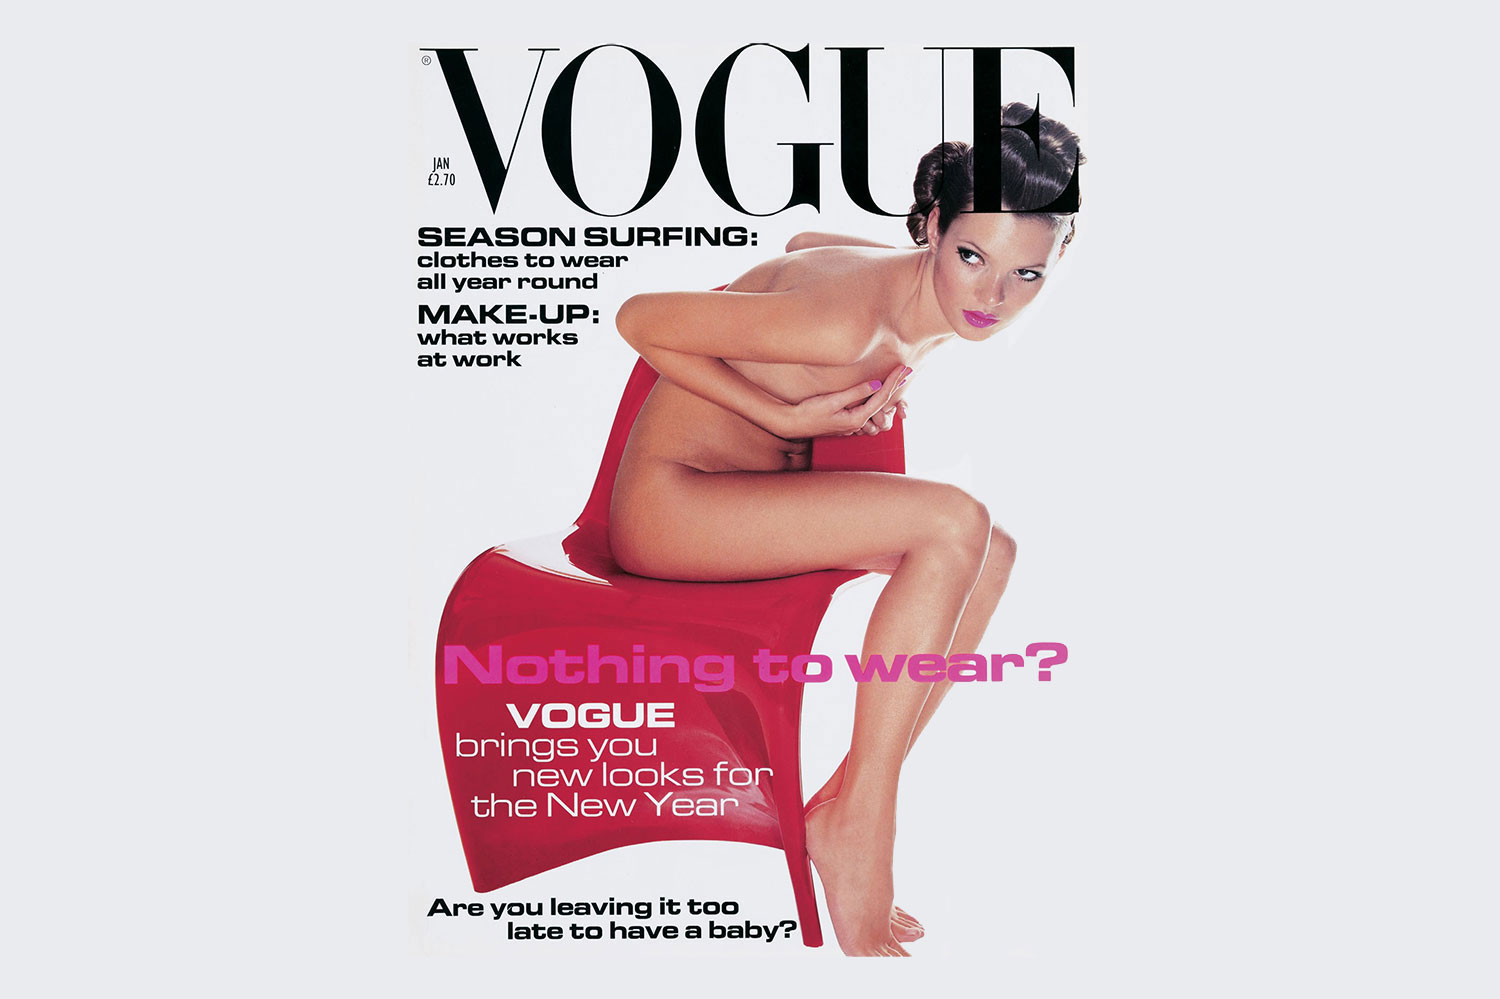 VOGUE
®
JAN
£2.70
SEASON SURFING:
clothes to wear
all year round
MAKE-UP:
what works
at work
Nothing to wear?
VOGUE
brings you
new looks for
the New Year
Are you leaving it too
late to have a baby?